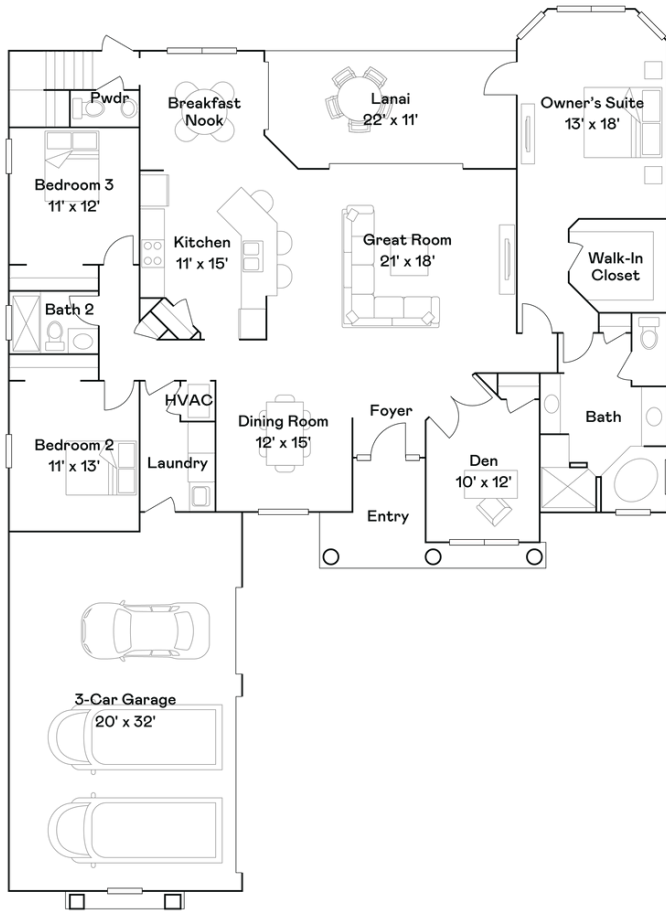 Pwdr
Breakfast
Nook
Lanai
22' x 11'
Owner's Suite
13' x 18'
Bedroom 3
11' x 12'
Kitchen
11' x 15'
Great Room
21' x 18'
Walk-In
Closet
Bath 2
HVAC
Dining Room
12' x 15'
Foyer
Bath
Bedroom 2
11' x 13'
Laundry
Den
10' x 12'
Entry
3-Car Garage
20' x 32'